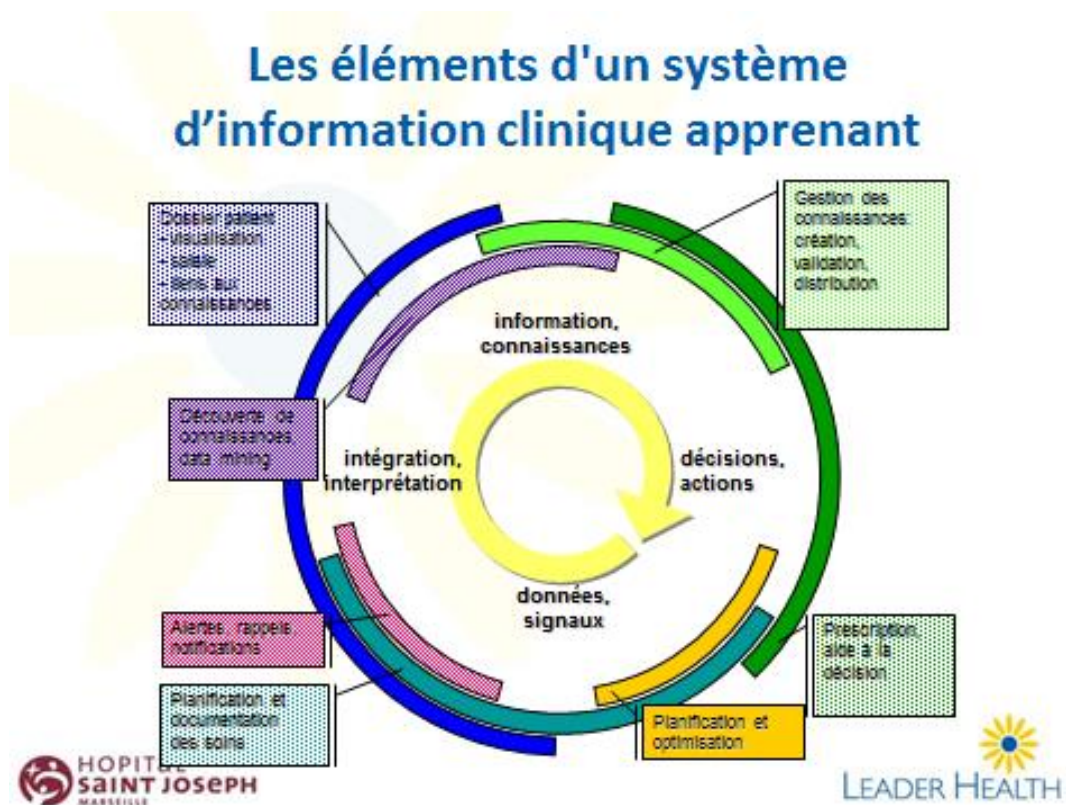 Les éléments d'un système
d’information clinique apprenant
Dossier patient
- visualisation
- saisie
- liens aux
connaissances
Gestion des
connaissances:
création,
validation,
distribution
information,
connaissances
Découverte de
connaissances,
data mining
intégration,
interprétation
décisions,
actions
données,
signaux
Alertes, rappels,
notifications
Prescription,
aide à la
décision
Planification et
documentation
des soins
Planification et
optimisation
HOPITAL
SAINT JOSEPH
MARSEILLE
LEADER HEALTH